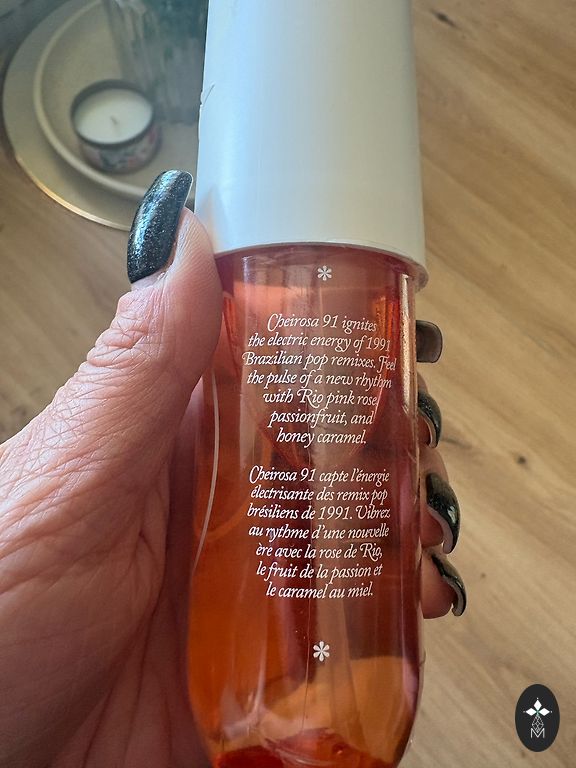 Cheirosa 91 ignites
the electric energy of 1991
Brazilian pop remixes. Feel
the pulse of a new rhythm
with Rio pink rose,
passionfruit, and
honey caramel.
Cheirosa 91 capte l'énergie
électrisante des remix pop
brésiliens de 1991. Vibrez
au rythme d'une nouvelle
ère avec la rose de Rio,
le fruit de la passion et
le caramel au miel.